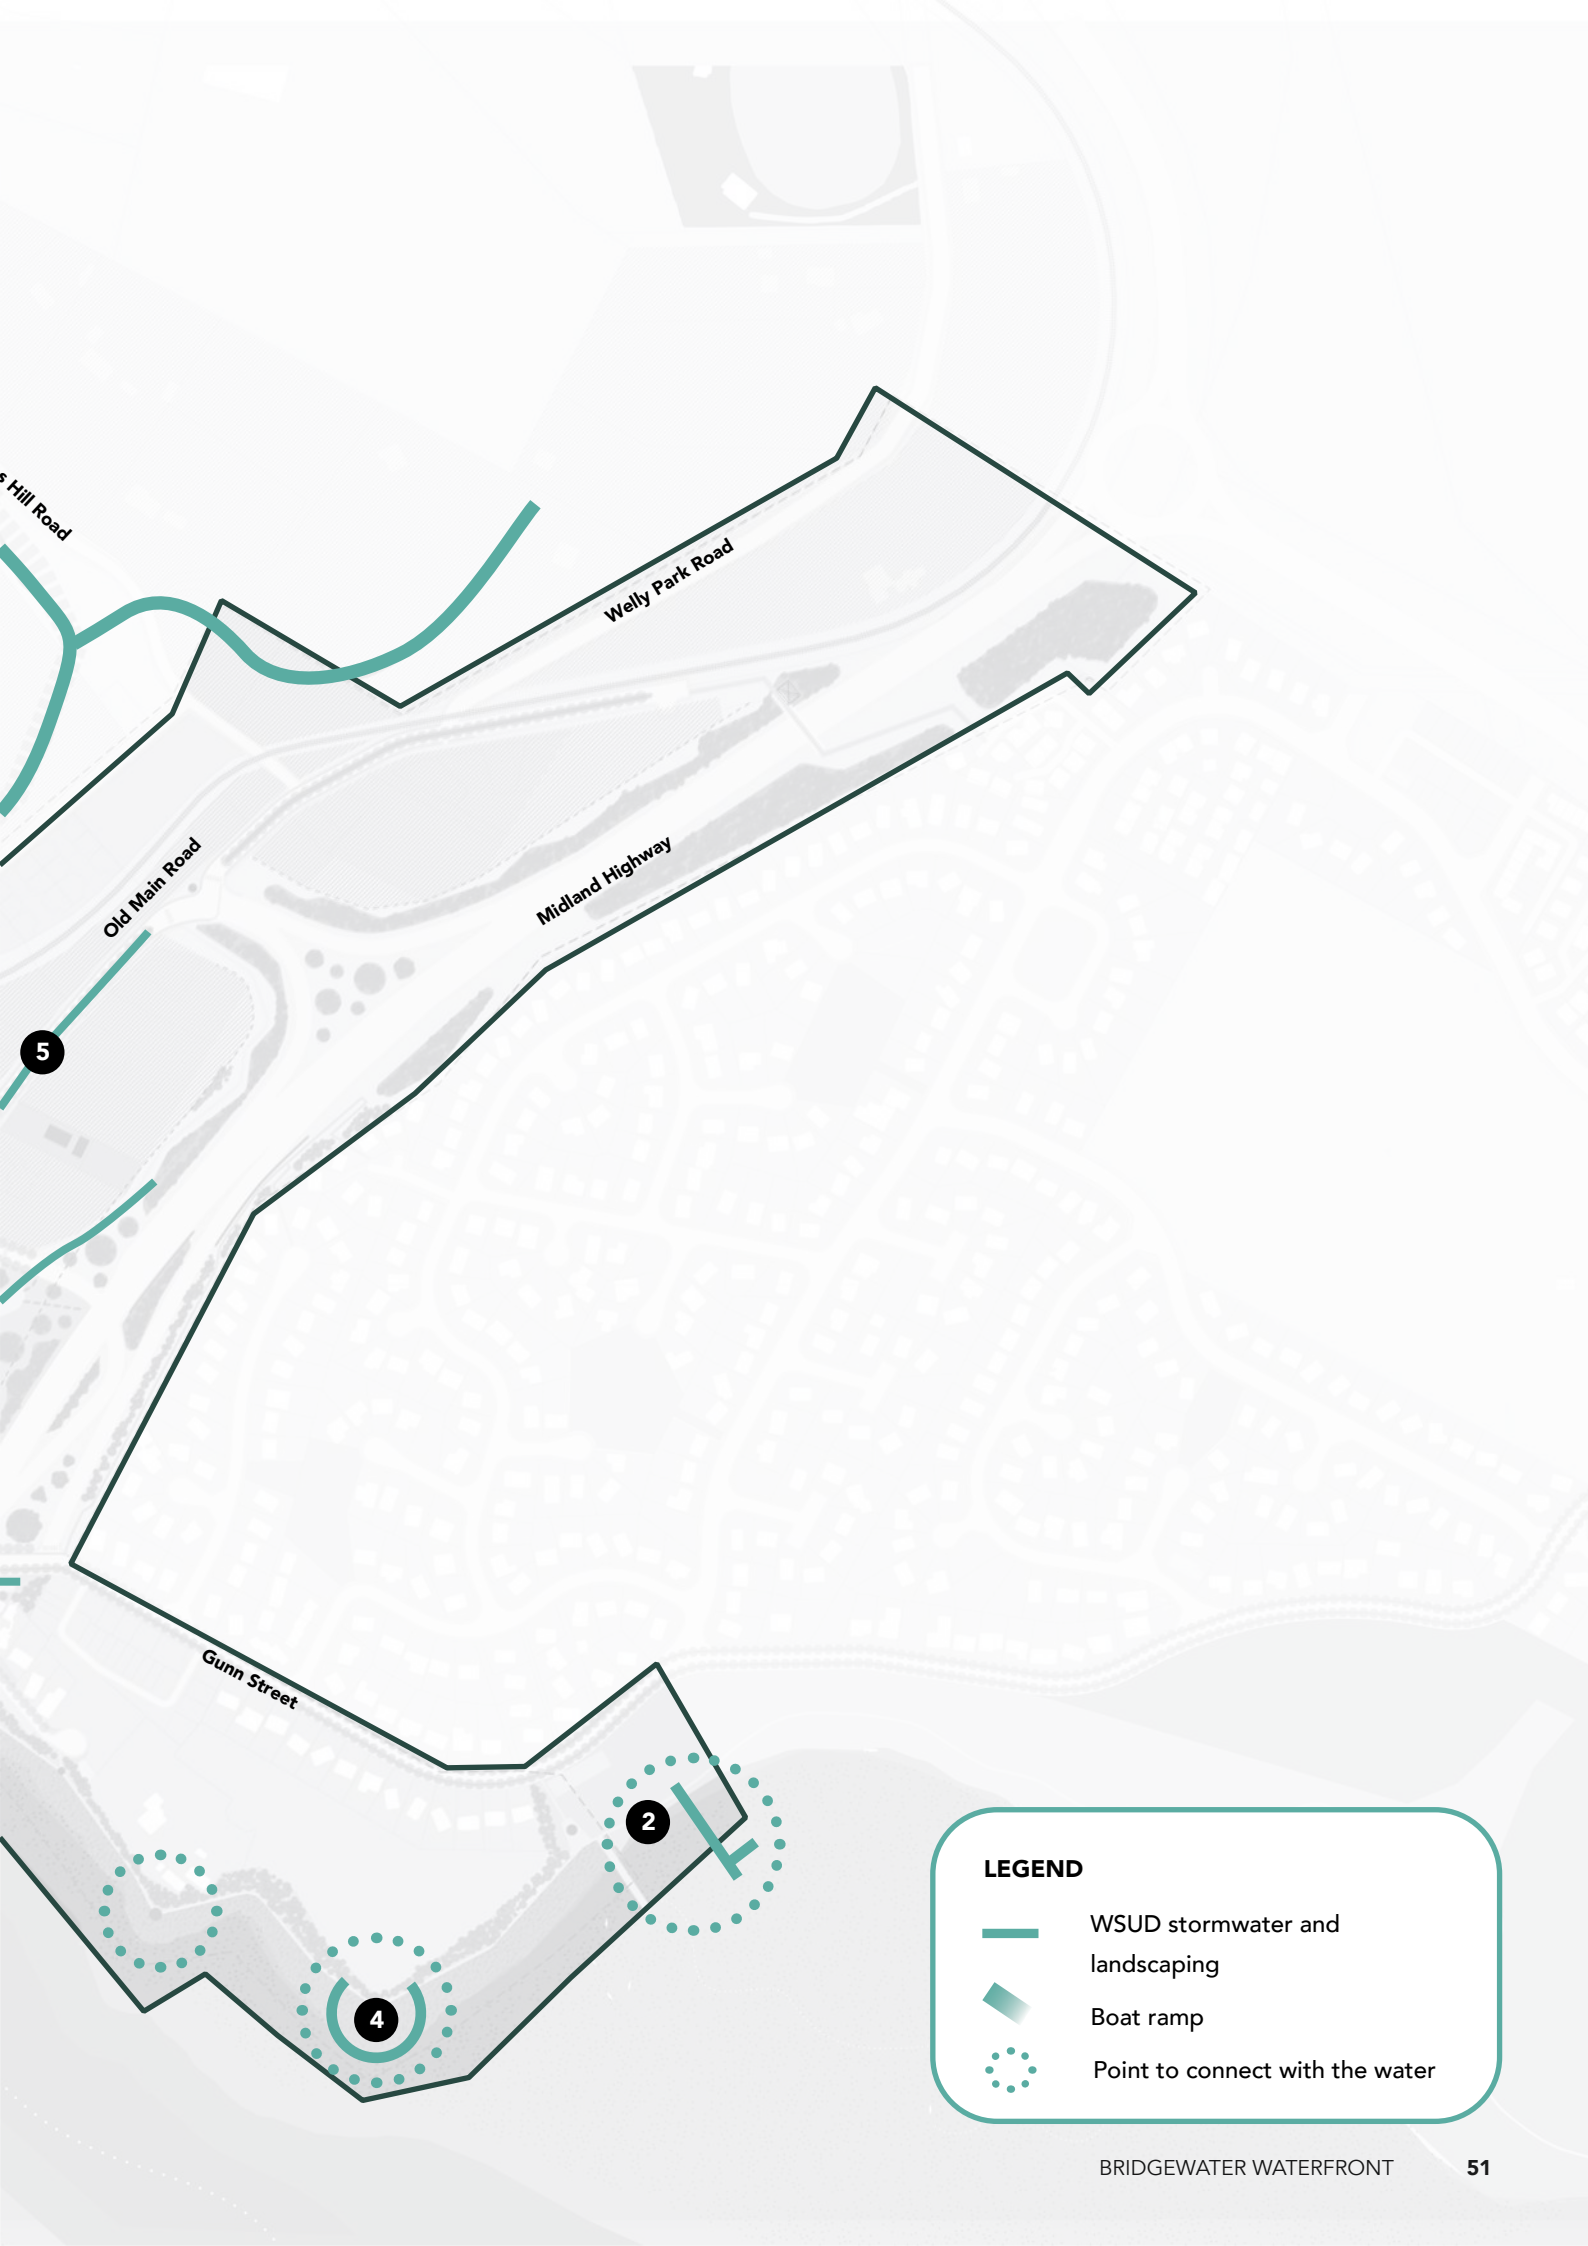 s Hill Road
Welly Park Road
Old Main Road
Midland Highway
5
Gunn Street
2
4
LEGEND
WSUD stormwater and
landscaping
Boat ramp
Point to connect with the water
BRIDGEWATER WATERFRONT 51